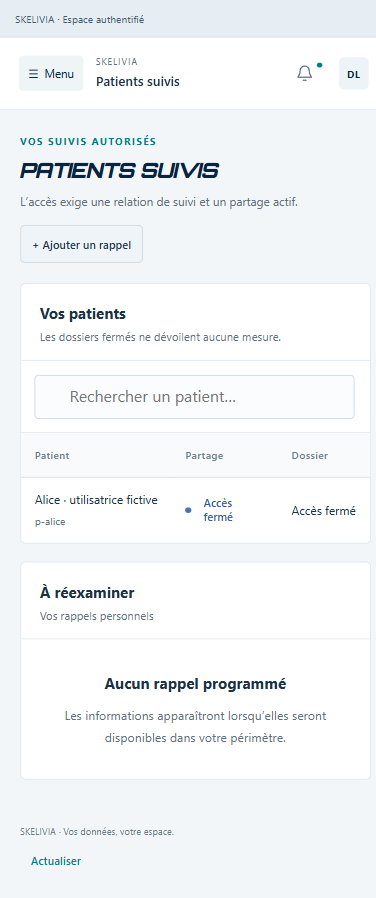 SKELIVIA · Espace authentifié
☰ Menu
SKELIVIA
Patients suivis
DL
VOS SUIVIS AUTORISÉS
PATIENTS SUIVIS
L'accès exige une relation de suivi et un partage actif.
+ Ajouter un rappel
Vos patients
Les dossiers fermés ne dévoilent aucune mesure.
Rechercher un patient...
Patient Partage Dossier
Alice · utilisatrice fictive
p-alice
Accès
fermé
Accès fermé
À réexaminer
Vos rappels personnels
Aucun rappel programmé
Les informations apparaîtront lorsqu'elles seront
disponibles dans votre périmètre.
SKELIVIA · Vos données, votre espace.
Actualiser